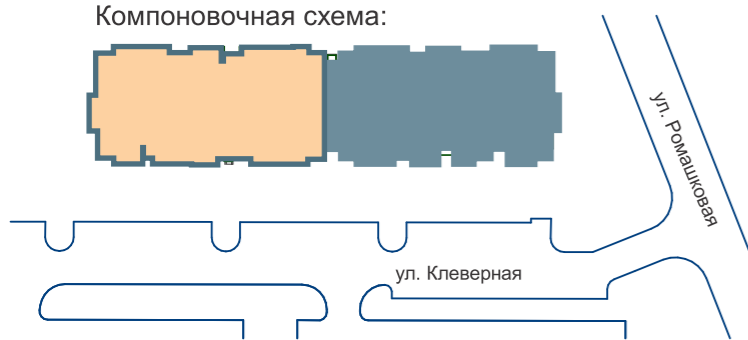 Компоновочная схема:
ул. Ромашковая
ул. Клеверная